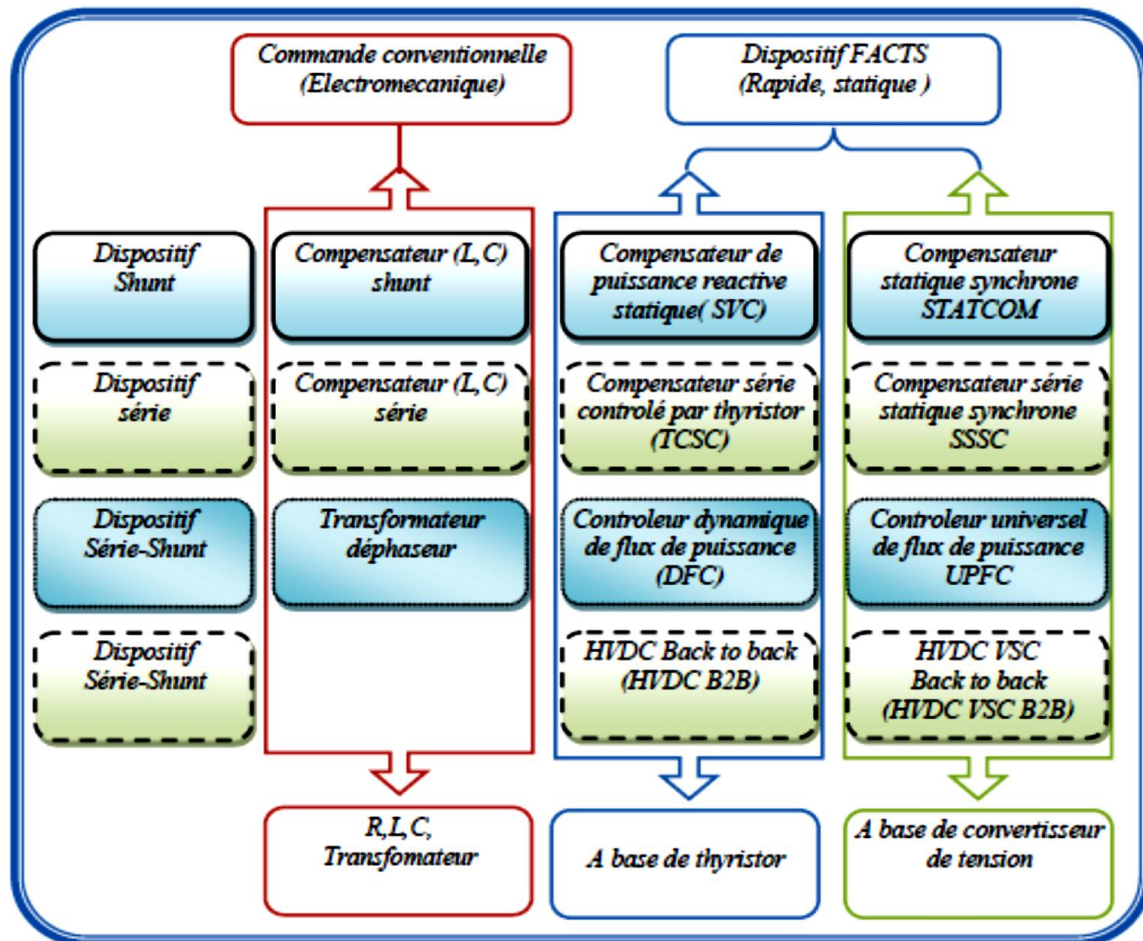 Commande conventionnelle
(Electromecanique)
Dispositif FACTS
(Rapide, statique )
Dispositif
Shunt
Compensateur (L,C)
shunt
Compensateur de
puissance reactive
statique( SVC)
Compensateur
statique synchrone
STATCOM
Dispositif
série
Compensateur (L,C)
série
Compensateur série
controlé par thyristor
(TCSC)
Compensateur série
statique synchrone
SSSC
Dispositif
Série-Shunt
Transformateur
déphaseur
Controleur dynamique
de flux de puissance
(DFC)
Controleur universel
de flux de puissance
UPFC
Dispositif
Série-Shunt
HVDC Back to back
(HVDC B2B)
HVDC VSC
Back to back
(HVDC VSC B2B)
R,L,C,
Transfomateur
A base de thyristor
A base de convertisseur
de tension